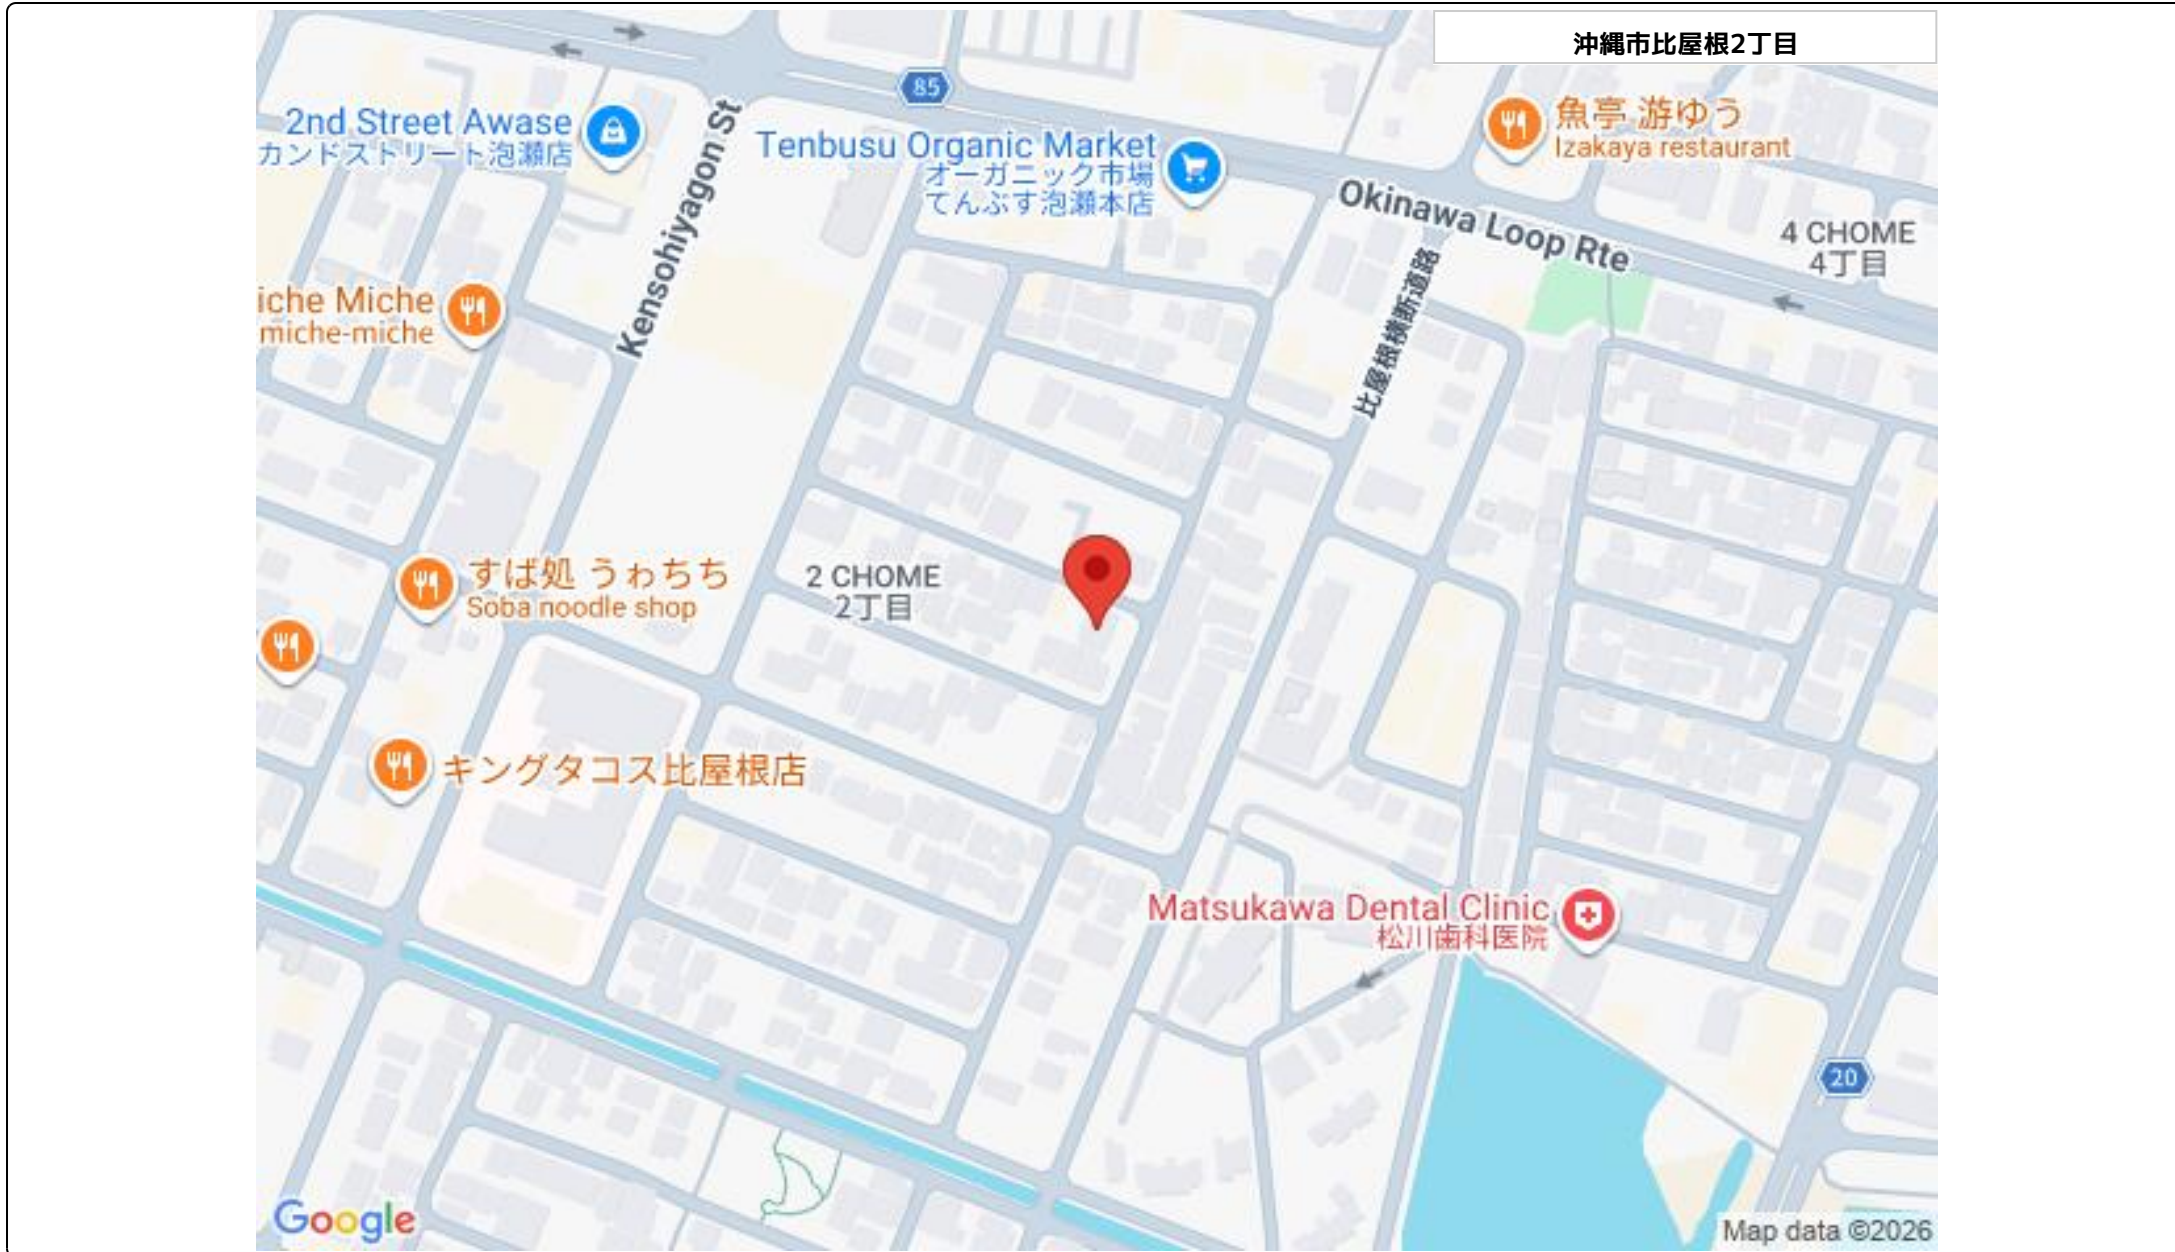 沖縄市比屋根2丁目
85
2nd Street Awase
カンドストリート泡瀬店
Kensohiyagon St
Tenbusu Organic Market
オーガニック市場
てんぶす泡瀬本店
魚亭 游ゆう
Izakaya restaurant
Okinawa Loop Rte
4 CHOME
4丁目
比屋根横断道路
iche Miche
miche-miche
すば処 うゎちち
Soba noodle shop
2 CHOME
2丁目
キングタコス比屋根店
Matsukawa Dental Clinic
松川歯科医院
20
Google
Map data ©2026